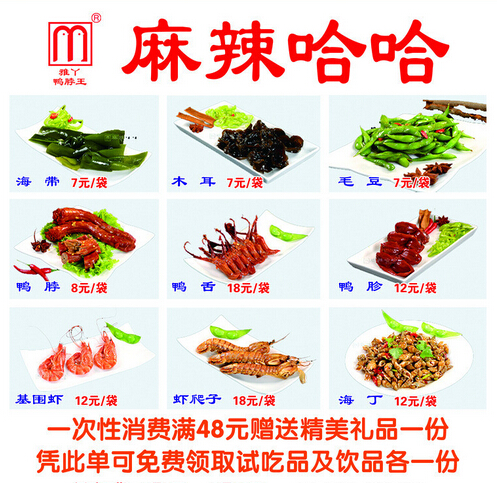 ®
麻辣哈哈
雅丫
鸭脖王
海带 7元/袋
木耳 7元/袋
毛豆 7元/袋
鸭脖 8元/袋
鸭舌 18元/袋
鸭胗 12元/袋
基围虾 12元/袋
虾爬子 18元/袋
海丁 12元/袋
一次性消费满48元赠送精美礼品一份
凭此单可免费领取试吃品及饮品各一份